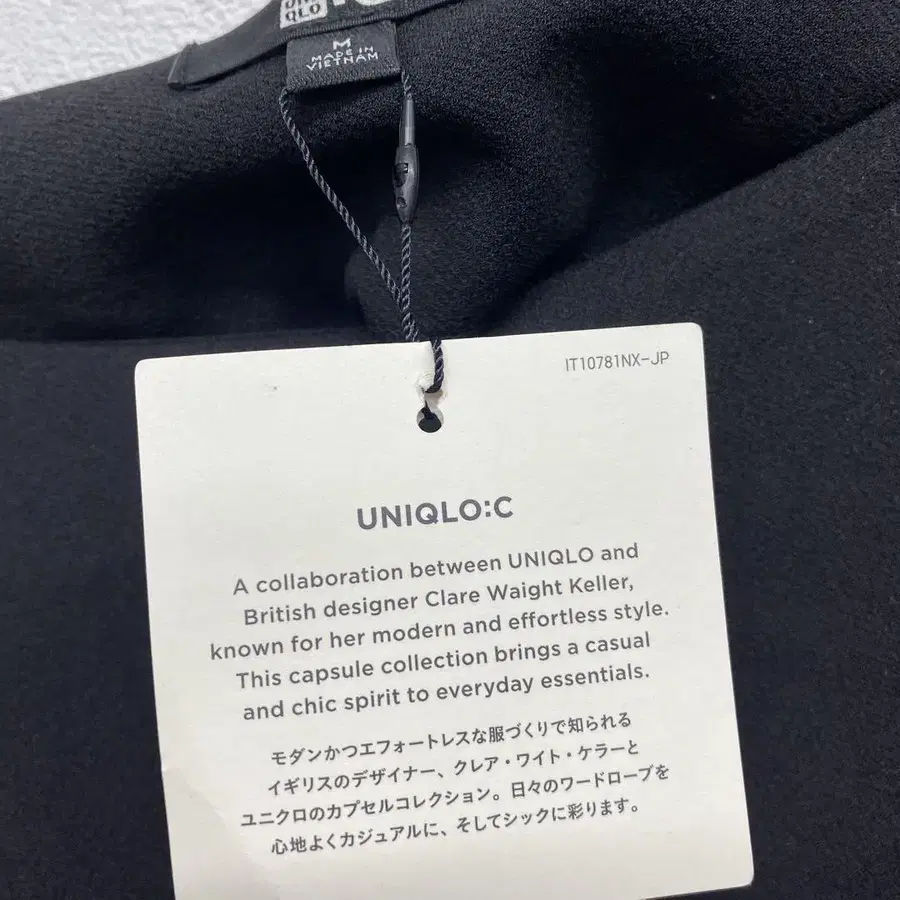 UNI
QLO
M
MADE IN
VIETNAM
IT10781NX-JP
UNIQLO:C
A collaboration between UNIQLO and
British designer Clare Waight Keller,
known for her modern and effortless style.
This capsule collection brings a casual
and chic spirit to everyday essentials.
モダンかつエフォートレスな服づくりで知られる
イギリスのデザイナー、クレア・ワイト・ケラーと
ユニクロのカプセルコレクション。日々のワードローブを
心地よくカジュアルに、そしてシックに彩ります。